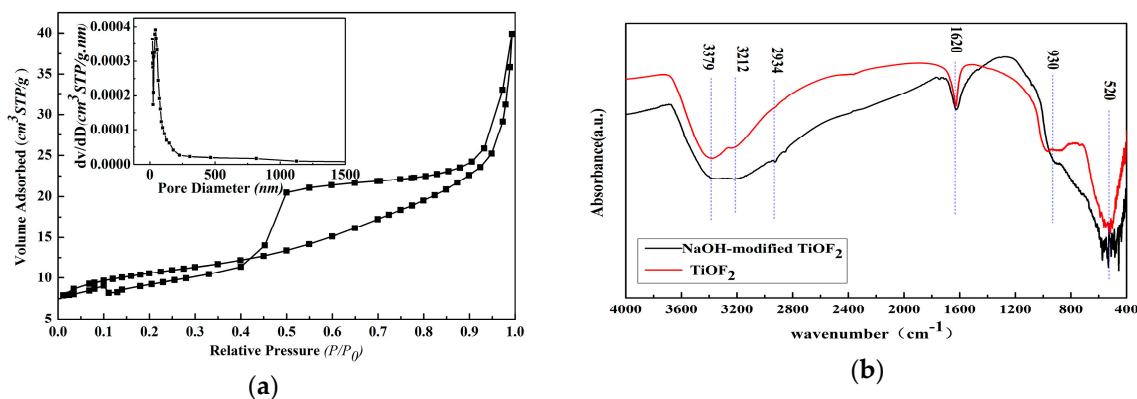 dv/dD(cm³STP/g.nm)
0.0004
0.0003
0.0002
0.0001
0.0000
0 500 1000 1500
Pore Diameter (nm)
Volume Adsorbed (cm³STP/g)
40
35
30
25
20
15
10
5
0.0 0.1 0.2 0.3 0.4 0.5 0.6 0.7 0.8 0.9 1.0
Relative Pressure (P/P₀)
(a)
3379
3212
2934
1620
930
520
Absorbance(a.u.)
NaOH-modified TiOF₂
TiOF₂
4000 3600 3200 2800 2400 2000 1600 1200 800 400
wavenumber（cm⁻¹）
(b)